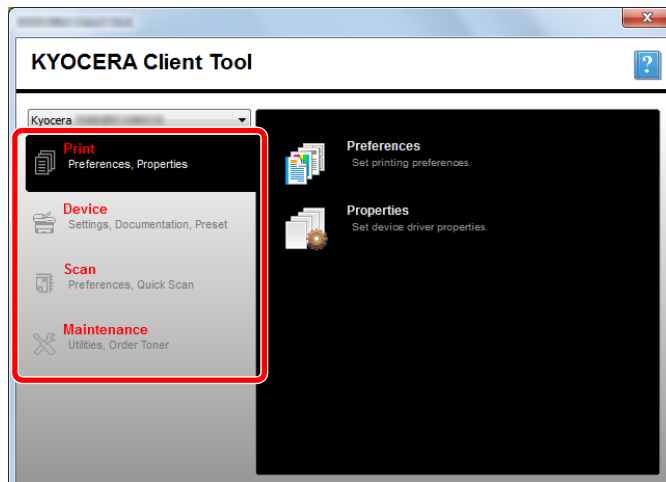 KYOCERA Client Tool
?
Kyocera
Print
Preferences, Properties
Device
Settings, Documentation, Preset
Scan
Preferences, Quick Scan
Maintenance
Utilities, Order Toner
Preferences
Set printing preferences.
Properties
Set device driver properties.